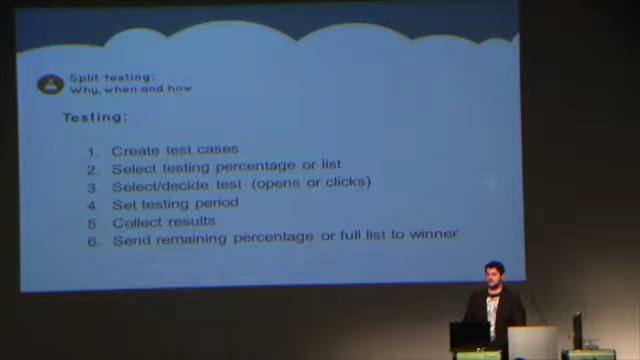 Split testing:
Why, when and how
Testing:
1. Create test cases
2. Select testing percentage or list
3. Select/decide test (opens or clicks)
4 Set testing period
5 Collect results
6. Send remaining percentage or full list to winner